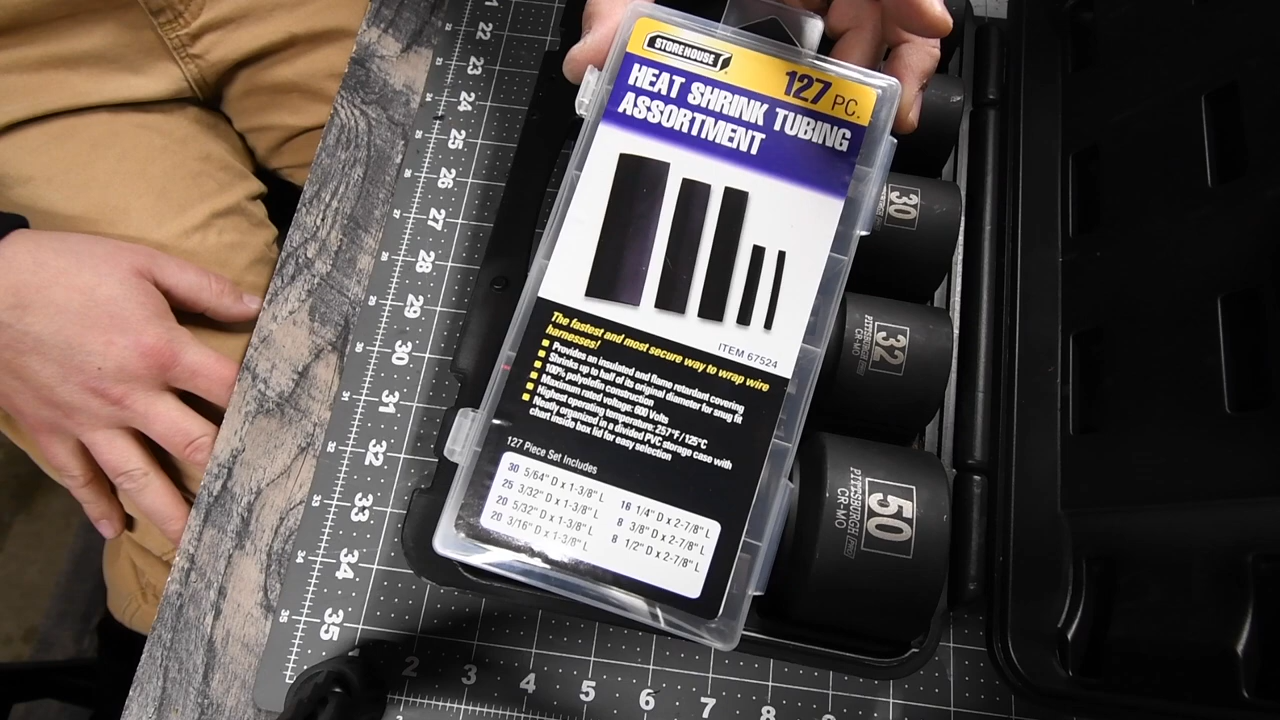 STOREHOUSE
127 PC.
HEAT SHRINK TUBING
ASSORTMENT
ITEM 67524
The fastest and most secure way to wrap wire
harnesses!
Provides an insulated and flame retardant covering
Shrinks up to half of its original diameter for snug fit
100% polyolefin construction
Maximum rated voltage: 600 Volts
Highest operating temperature: 257°F/125°C
Neatly organized in a divided PVC storage case with
chart inside box lid for easy selection
127 Piece Set Includes
30 5/64" D x 1-3/8" L
25 3/32" D x 1-3/8" L
20 5/32" D x 1-3/8" L
20 3/16" D x 1-3/8" L
16 1/4" D x 2-7/8" L
8 3/8" D x 2-7/8" L
8 1/2" D x 2-7/8" L
30
PITTSBURGH
CR-MO
32
PITTSBURGH PRO
CR-MO
50
22
23
24
25
26
27
28
29
30
31
32
33
34
35
2
3
4
5
6
7
8